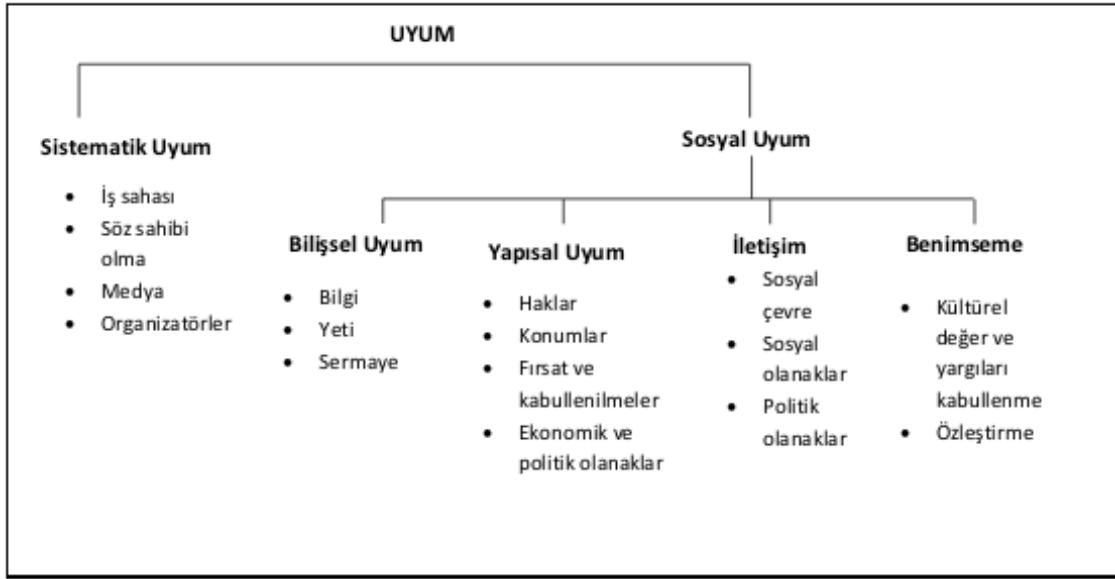 UYUM
Sistematik Uyum
• İş sahası
• Söz sahibi
olma
• Medya
• Organizatörler
Sosyal Uyum
Bilişsel Uyum
• Bilgi
• Yeti
• Sermaye
Yapısal Uyum
• Haklar
• Konumlar
• Fırsat ve
kabullenilmeler
• Ekonomik ve
politik olanaklar
İletişim
• Sosyal
çevre
• Sosyal
olanaklar
• Politik
olanaklar
Benimseme
• Kültürel
değer ve
yargıları
kabullenme
• Özleştirme